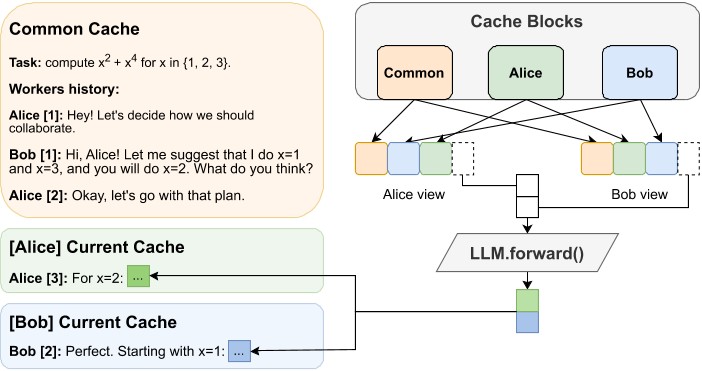 Common Cache
Task: compute x² + x⁴ for x in {1, 2, 3}.
Workers history:
Alice [1]: Hey! Let's decide how we should
collaborate.
Bob [1]: Hi, Alice! Let me suggest that I do x=1
and x=3, and you will do x=2. What do you think?
Alice [2]: Okay, let's go with that plan.
[Alice] Current Cache
Alice [3]: For x=2: ...
[Bob] Current Cache
Bob [2]: Perfect. Starting with x=1: ...
Cache Blocks
Common
Alice
Bob
Alice view
Bob view
LLM.forward()